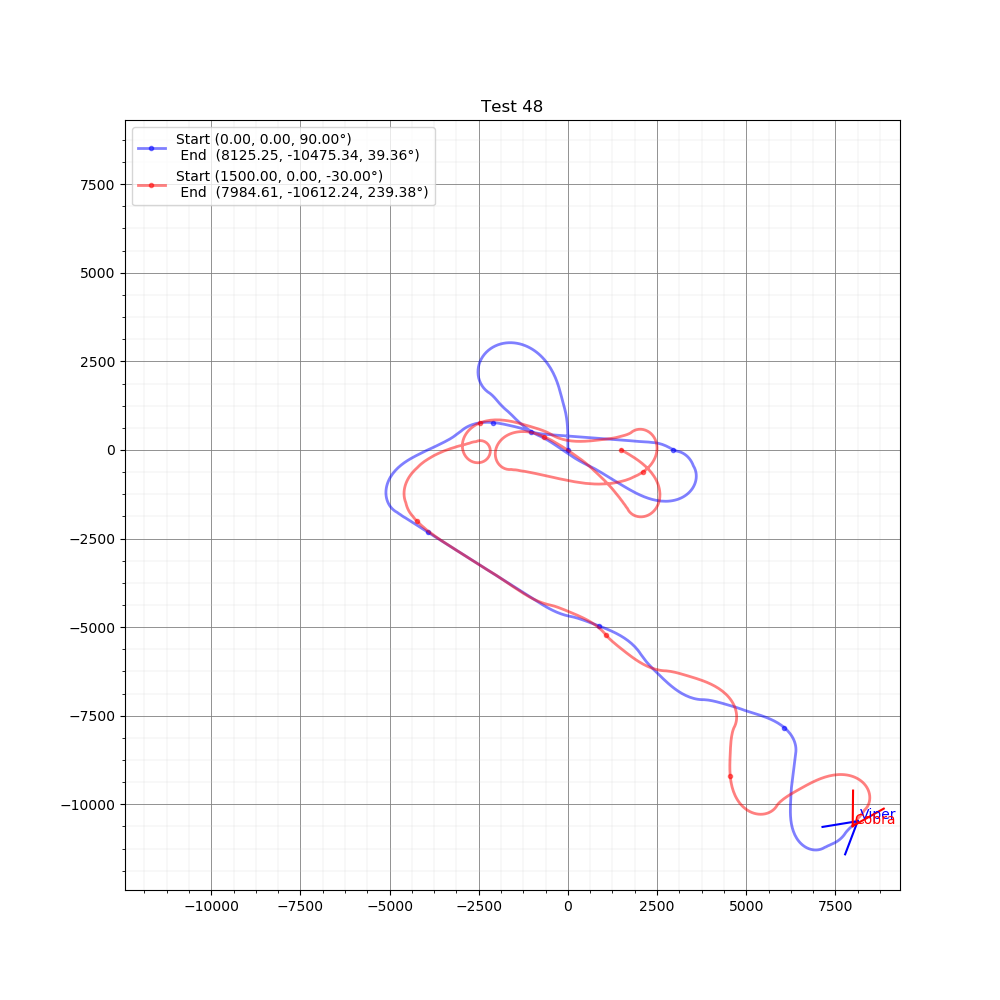 Test 48
Start (0.00, 0.00, 90.00°)
End  (8125.25, -10475.34, 39.36°)
Start (1500.00, 0.00, -30.00°)
End  (7984.61, -10612.24, 239.38°)
7500
5000
2500
0
−2500
−5000
−7500
−10000
Viper
Cobra
−10000 −7500 −5000 −2500 0 2500 5000 7500